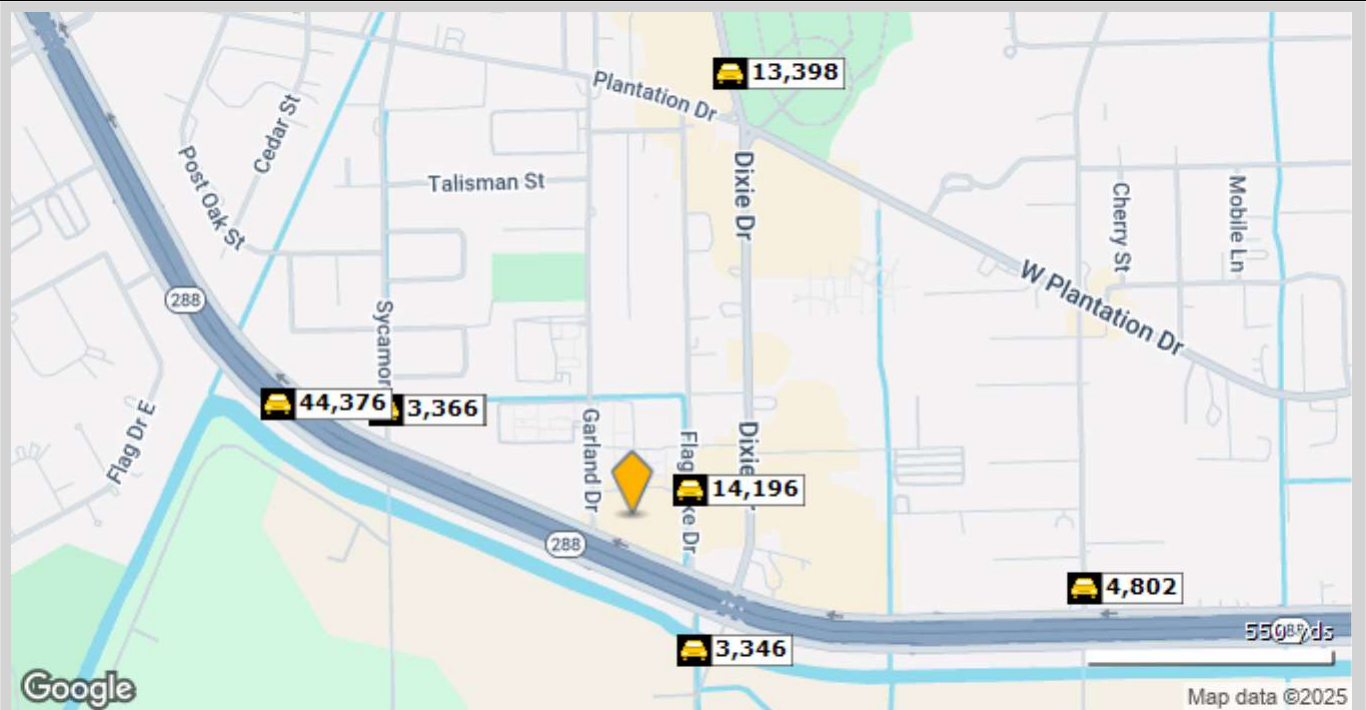 13,398
Plantation Dr
Cedar St
Post Oak St
Talisman St
Dixie Dr
Cherry St
Mobile Ln
W Plantation Dr
288
Sycamor
44,376
3,366
Flag Dr E
Garland Dr
Dixie
14,196
288
4,802
3,346
550 yds
Google
Map data ©2025